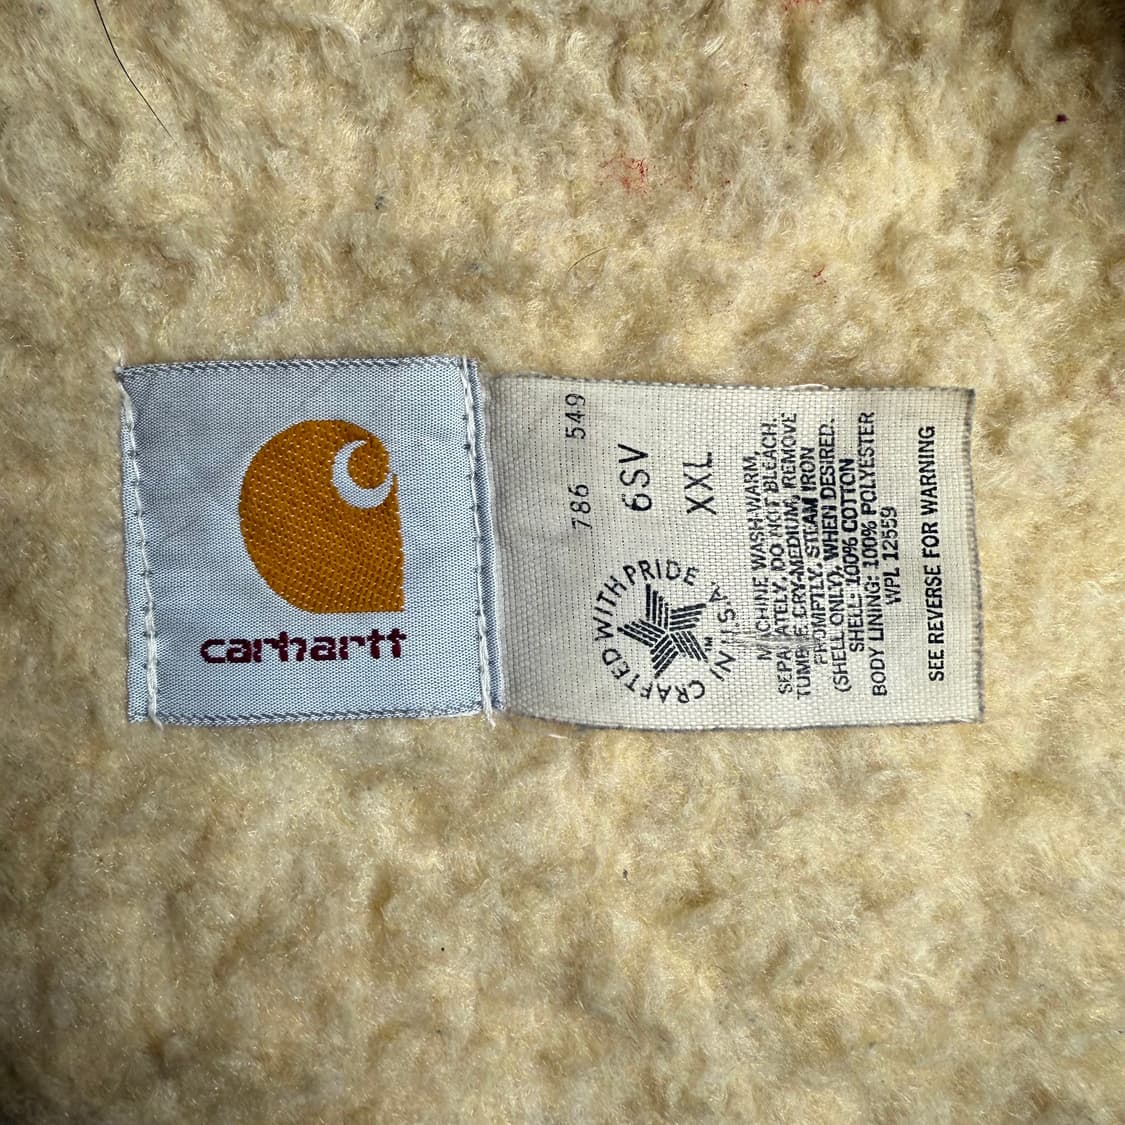 carhartt
786 549
6SV
XXL
CRAFTED WITH PRIDE IN U.S.A.
TM
MACHINE WASH-WARM,
SEPARATELY, DO NOT BLEACH,
TUMBLE DRY-MEDIUM, REMOVE
PROMPTLY, STEAM IRON
(SHELL ONLY), WHEN DESIRED.
SHELL: 100% COTTON
BODY LINING: 100% POLYESTER
WPL 12559
SEE REVERSE FOR WARNING